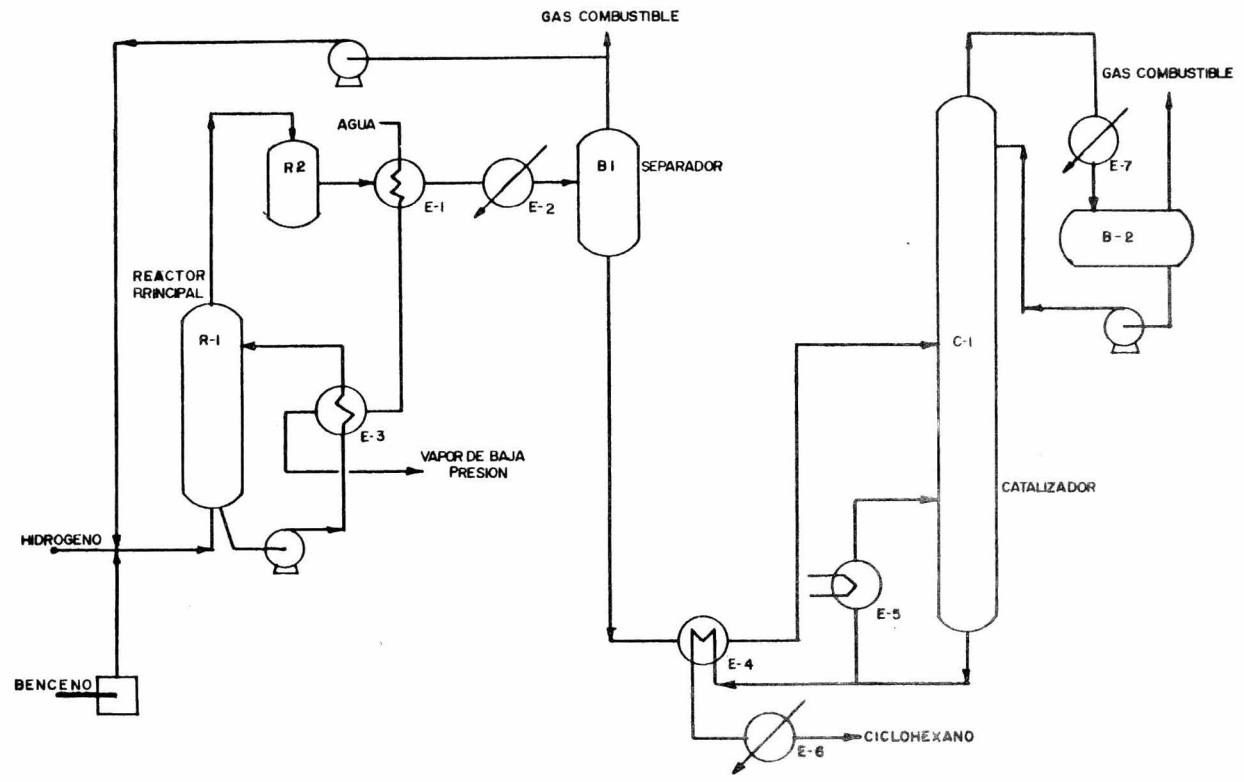 GAS COMBUSTIBLE
GAS COMBUSTIBLE
AGUA
R2
E-1
E-2
B1
SEPARADOR
E-7
B-2
REACTOR
RRINCIPAL
R-1
C-1
E-3
VAPOR DE BAJA
PRESION
CATALIZADOR
HIDROGENO
E-5
E-4
BENCENO
E-6
CICLOHEXANO